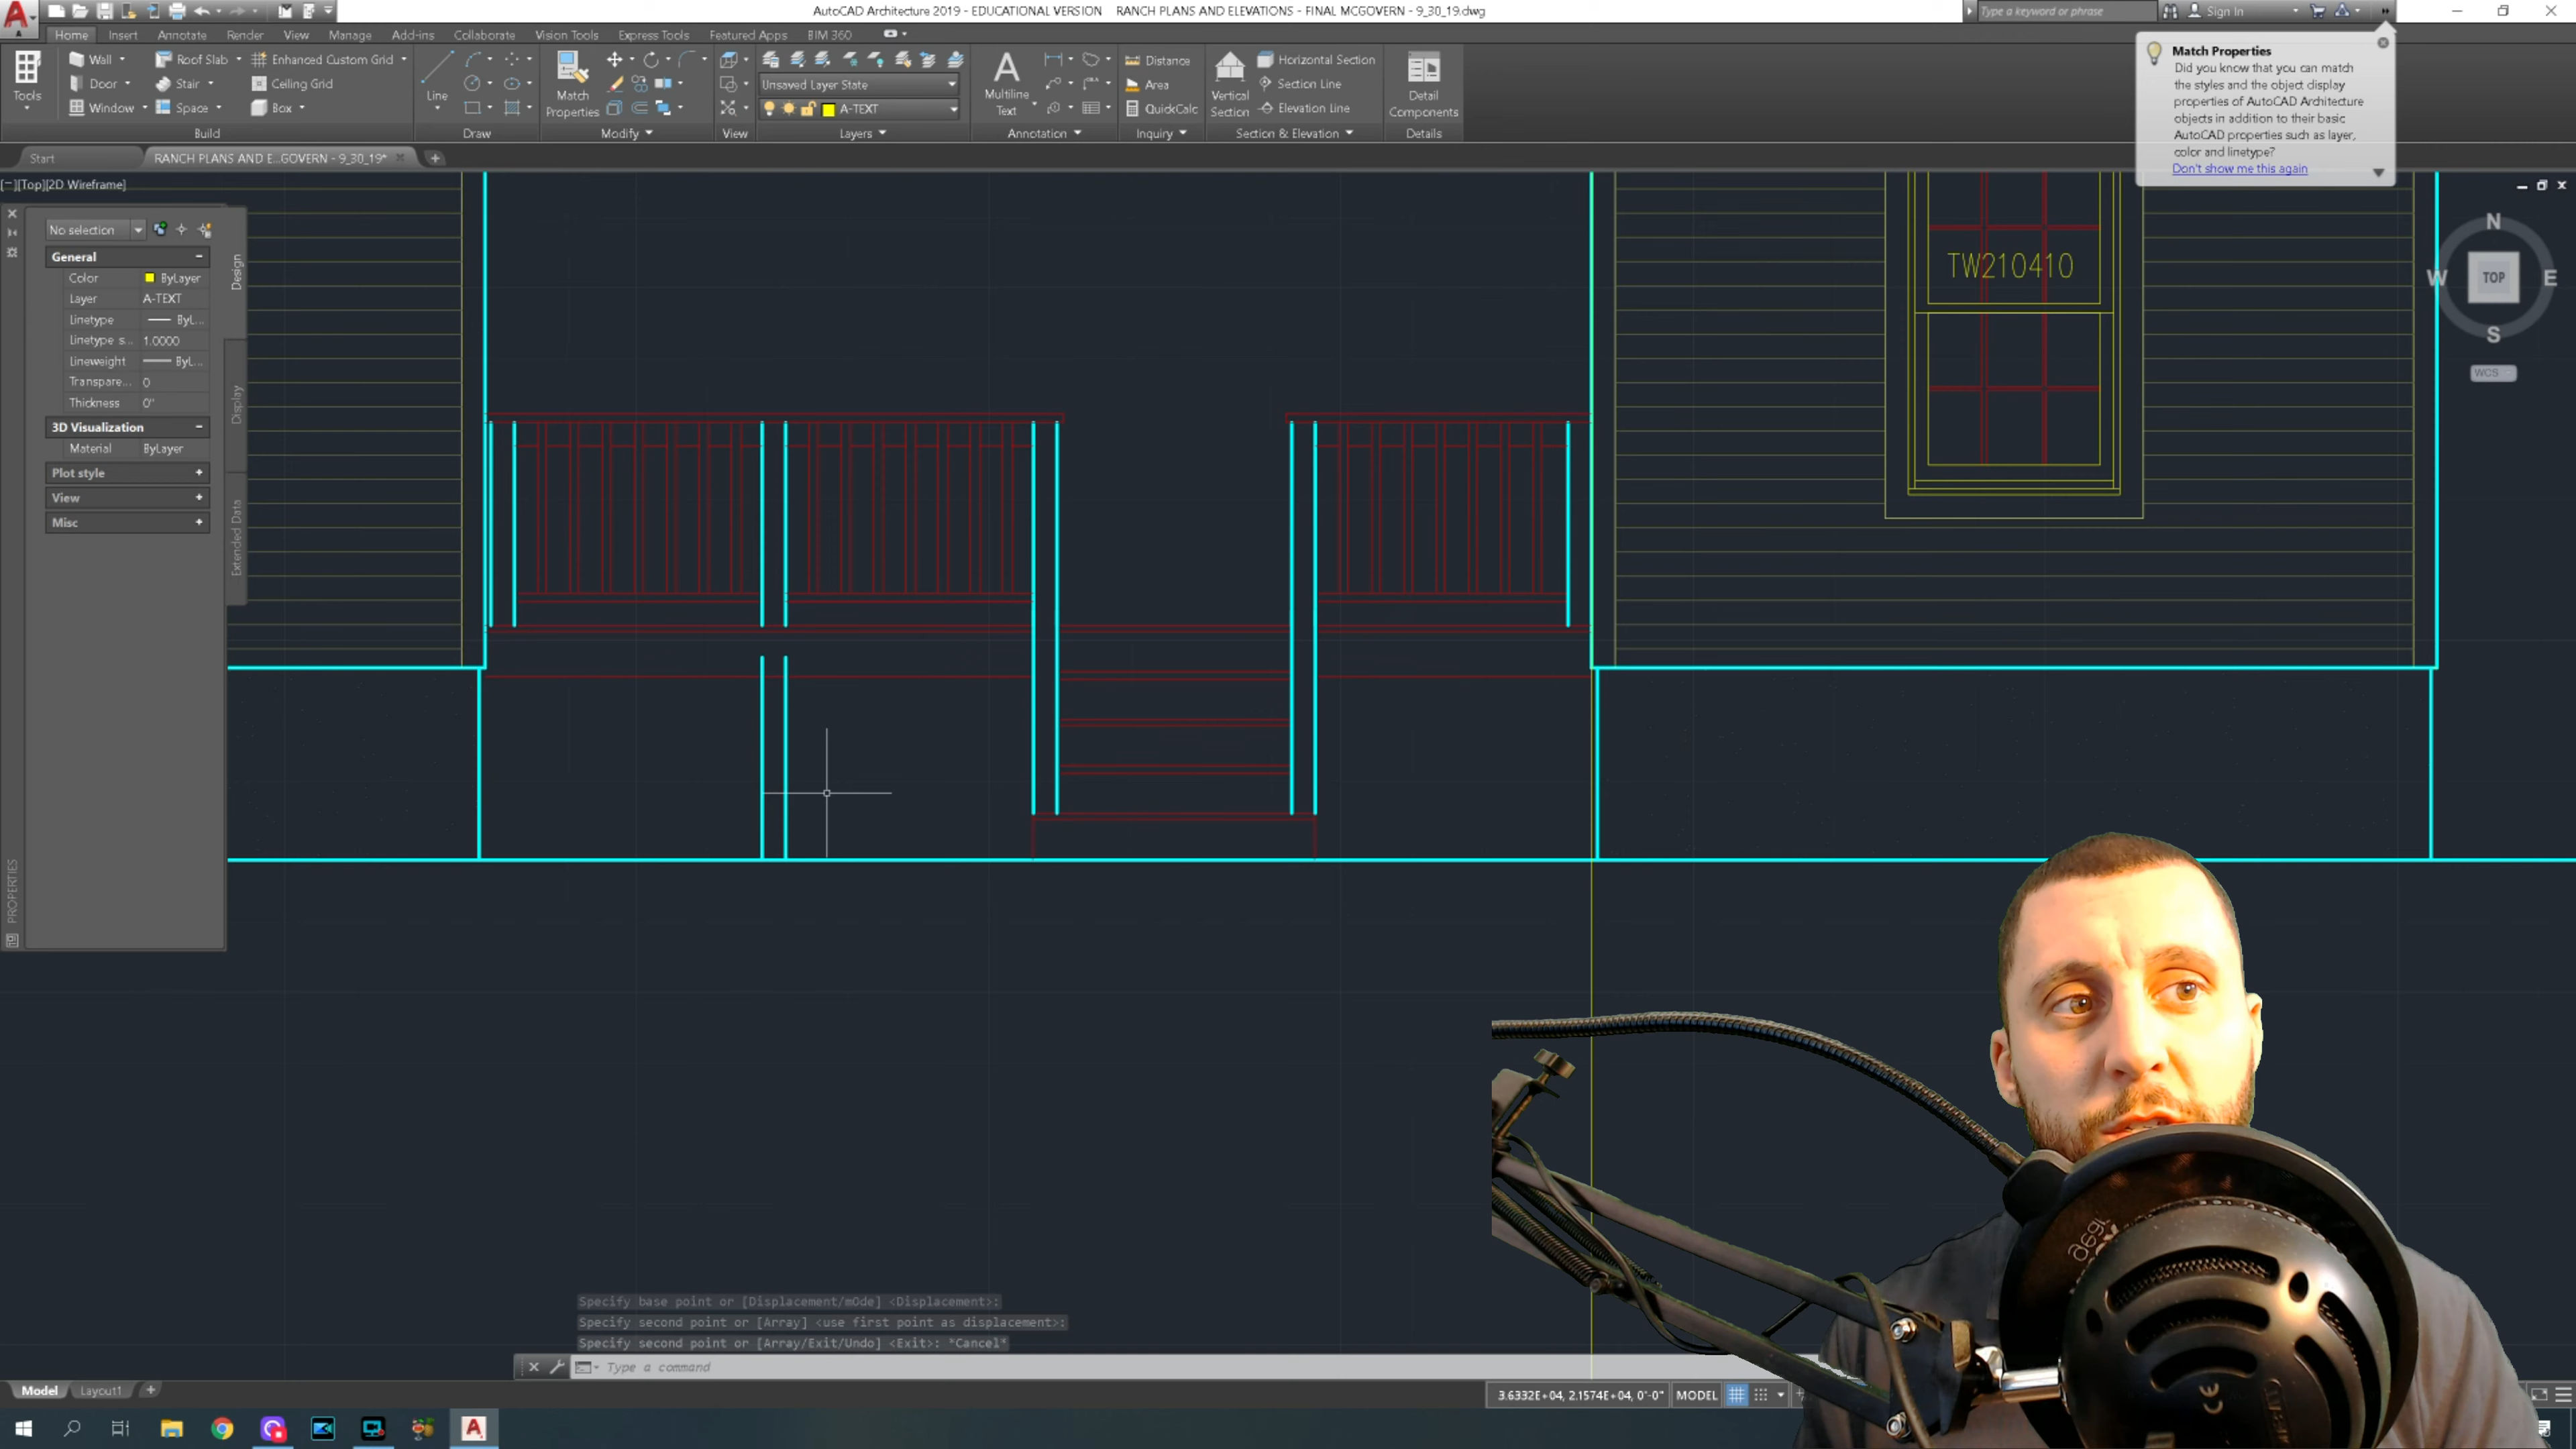 AutoCAD Architecture 2019 - EDUCATIONAL VERSION RANCH PLANS AND ELEVATIONS - FINAL MCGOVERN - 9_30_19.dwg
Type a keyword or phrase
Sign In
Home Insert Annotate Render View Manage Add-ins Collaborate Vision Tools Express Tools Featured Apps BIM 360
Tools
Wall Roof Slab Enhanced Custom Grid
Door Stair Ceiling Grid
Window Space Box
Build
Line
Draw
Match Properties
Modify
View
Unsaved Layer State
A-TEXT
Layers
Multiline Text
Annotation
Distance
Area
QuickCalc
Inquiry
Vertical Section
Horizontal Section
Section Line
Elevation Line
Section & Elevation
Detail Components
Details
Match Properties
Did you know that you can match
the styles and the object display
properties of AutoCAD Architecture
objects in addition to their basic
AutoCAD properties such as layer,
color and linetype?
Don't show me this again
Start
RANCH PLANS AND E...GOVERN - 9_30_19*
[−][Top][2D Wireframe]
No selection
General
Color ByLayer
Layer A-TEXT
Linetype ByL...
Linetype s... 1.0000
Lineweight ByL...
Transpare... 0
Thickness 0"
3D Visualization
Material ByLayer
Plot style
View
Misc
Design
Display
Extended Data
PROPERTIES
TW210410
N
W TOP E
S
WCS
Specify base point or [Displacement/mOde] <Displacement>:
Specify second point or [Array] <use first point as displacement>:
Specify second point or [Array/Exit/Undo] <Exit>: *Cancel*
Type a command
Model Layout1
3.6332E+04, 2.1574E+04, 0'-0" MODEL
CE